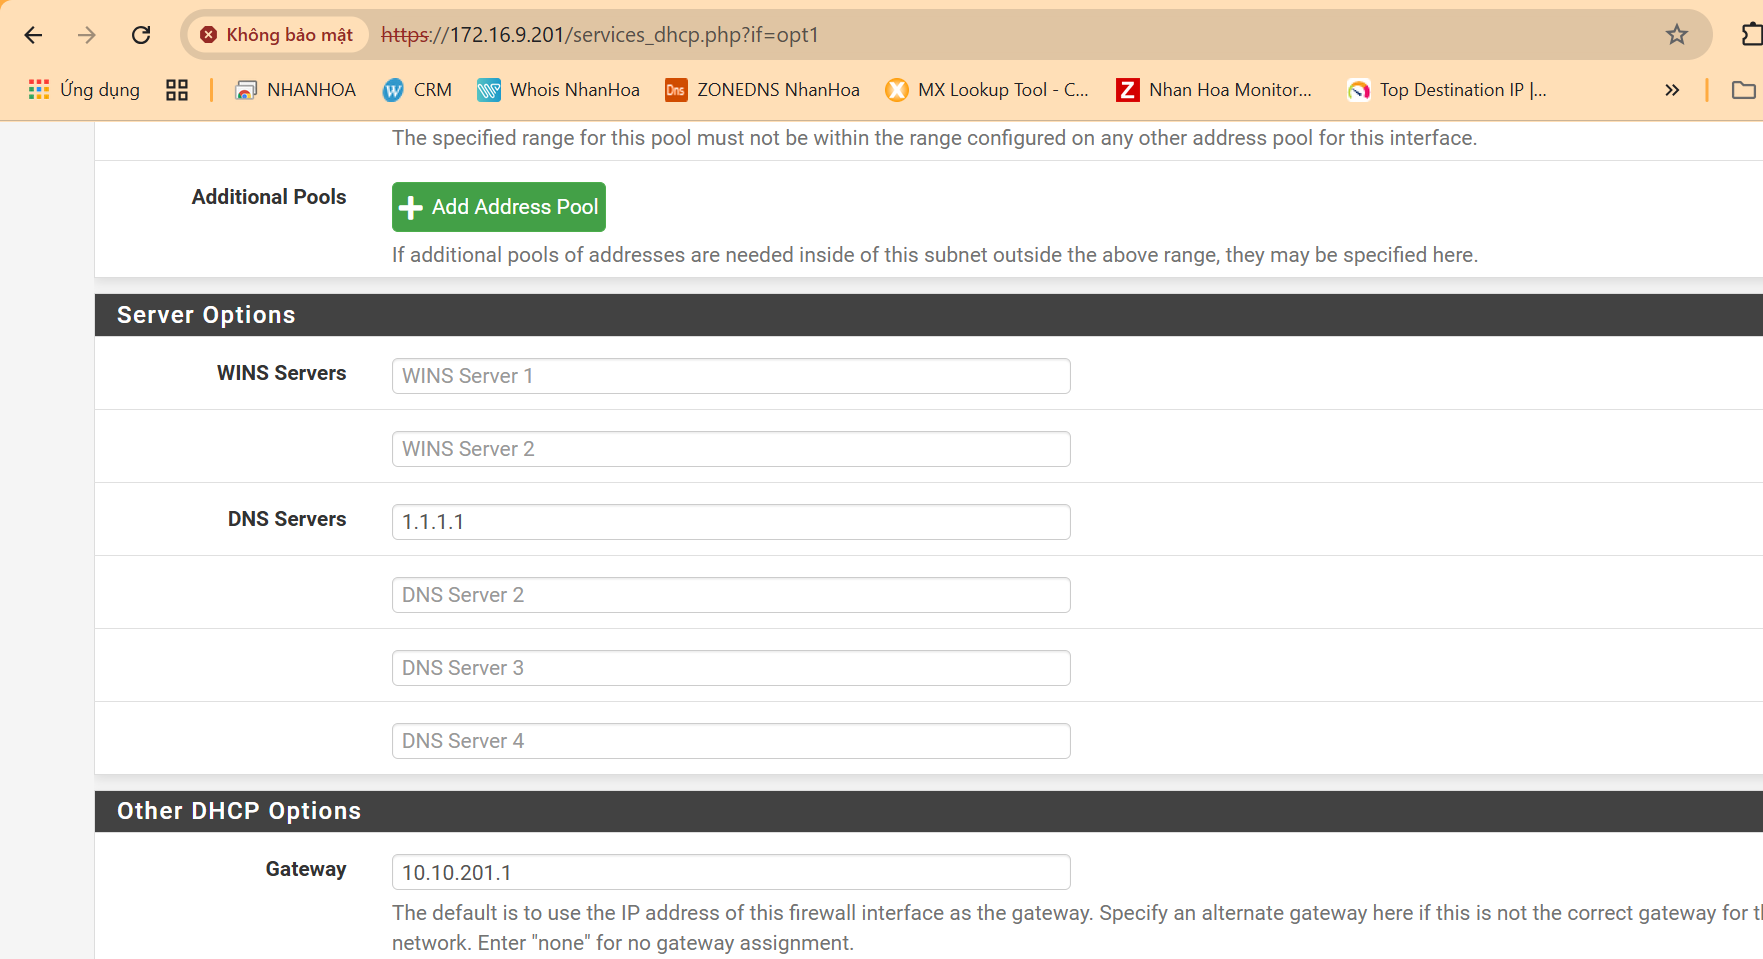 Không bảo mật https://172.16.9.201/services_dhcp.php?if=opt1
Ứng dụng NHANHOA CRM Whois NhanHoa Dns ZONEDNS NhanHoa MX Lookup Tool - C... Z Nhan Hoa Monitor... Top Destination IP |... »
The specified range for this pool must not be within the range configured on any other address pool for this interface.
Additional Pools
Add Address Pool
If additional pools of addresses are needed inside of this subnet outside the above range, they may be specified here.
Server Options
WINS Servers
WINS Server 1
WINS Server 2
DNS Servers
1.1.1.1
DNS Server 2
DNS Server 3
DNS Server 4
Other DHCP Options
Gateway
10.10.201.1
The default is to use the IP address of this firewall interface as the gateway. Specify an alternate gateway here if this is not the correct gateway for
network. Enter "none" for no gateway assignment.